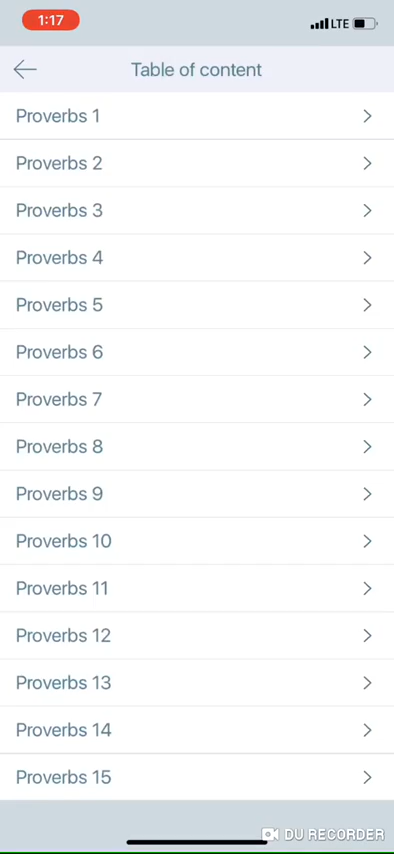 1:17
LTE
Table of content
Proverbs 1
Proverbs 2
Proverbs 3
Proverbs 4
Proverbs 5
Proverbs 6
Proverbs 7
Proverbs 8
Proverbs 9
Proverbs 10
Proverbs 11
Proverbs 12
Proverbs 13
Proverbs 14
Proverbs 15
DU RECORDER